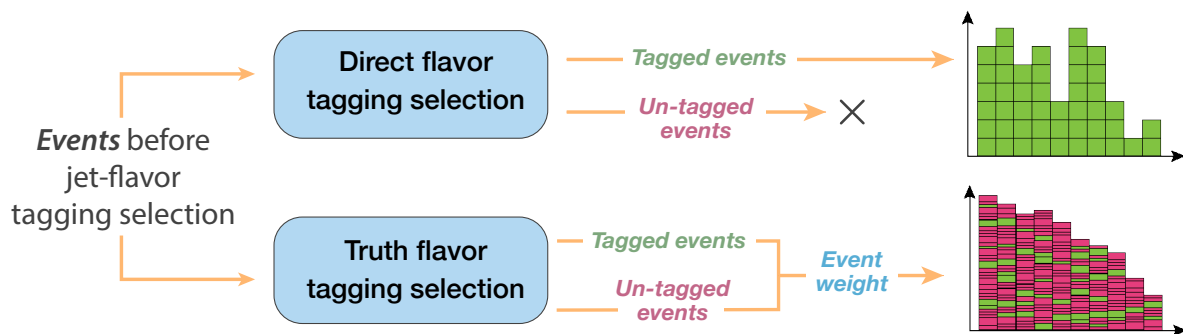 Events before
jet-flavor
tagging selection
Direct flavor
tagging selection
Tagged events
Un-tagged
events
Truth flavor
tagging selection
Tagged events
Un-tagged
events
Event
weight